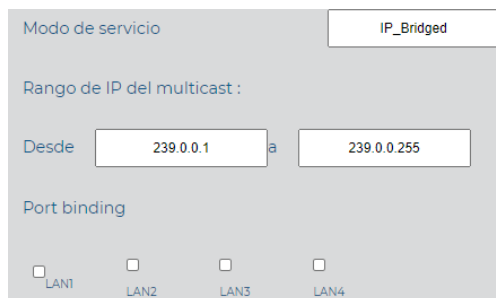 Modo de servicio IP_Bridged
Rango de IP del multicast :
Desde 239.0.0.1 a 239.0.0.255
Port binding
LAN1 LAN2 LAN3 LAN4